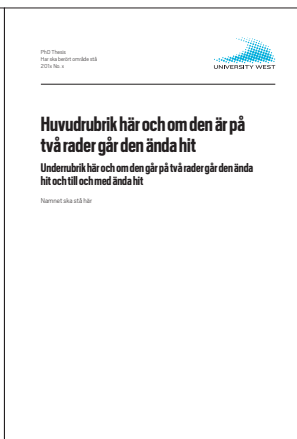 PhD Thesis
Här ska berört område stå
201x No. x
UNIVERSITY WEST
Huvudrubrik här och om den är på
två rader går den ända hit
Underrubrik här och om den går på två rader går den ända
hit och till och med ända hit
Namnet ska stå här